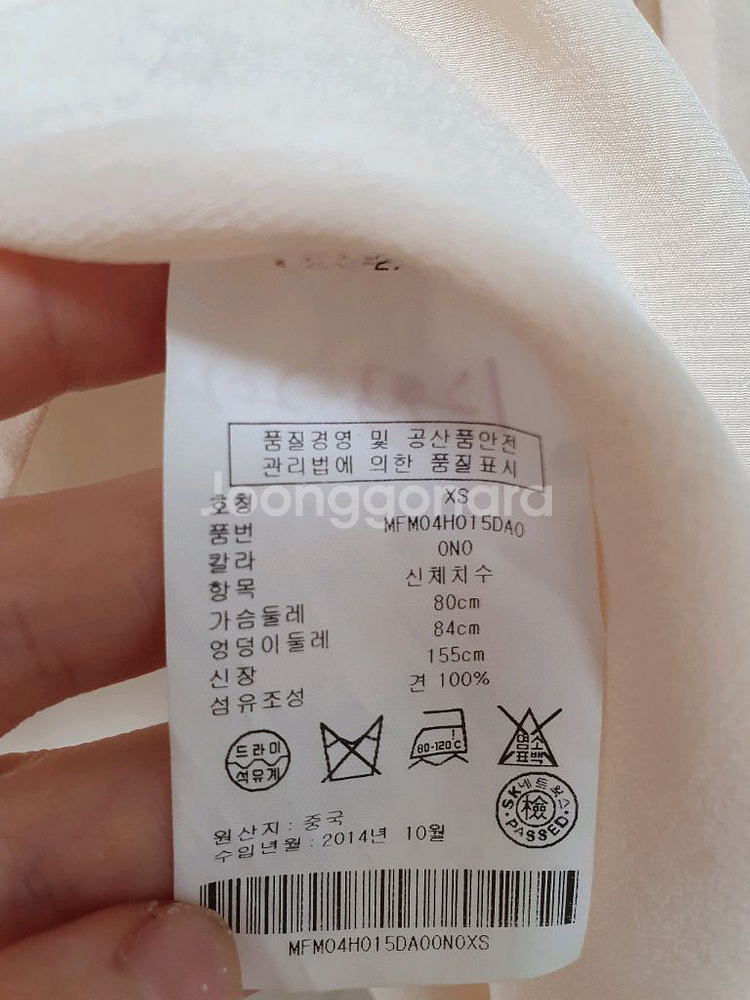 품질경영 및 공산품안전
관리법에 의한 품질표시
Joonggonara
호칭 XS
품번 MFM04H015DA0
칼라 0N0
항목 신체치수
가슴둘레 80cm
엉덩이둘레 84cm
신장 155cm
섬유조성 견 100%
드라이
석유계
80-120℃
염소
표백
SK네트웍스
檢
PASSED
원산지 : 중국
수입년월 : 2014년 10월
MFM04H015DA00N0XS